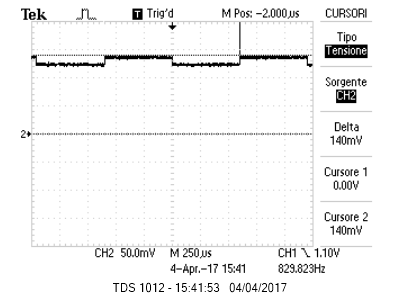 Tek T Trig'd M Pos: -2.000µs CURSORI
Tipo
Tensione
Sorgente
CH2
Delta
140mV
2
Cursore 1
0.00V
Cursore 2
140mV
CH2 50.0mV M 250µs CH1 \ 1.10V
4-Apr.-17 15:41 829.823Hz
TDS 1012 - 15:41:53 04/04/2017